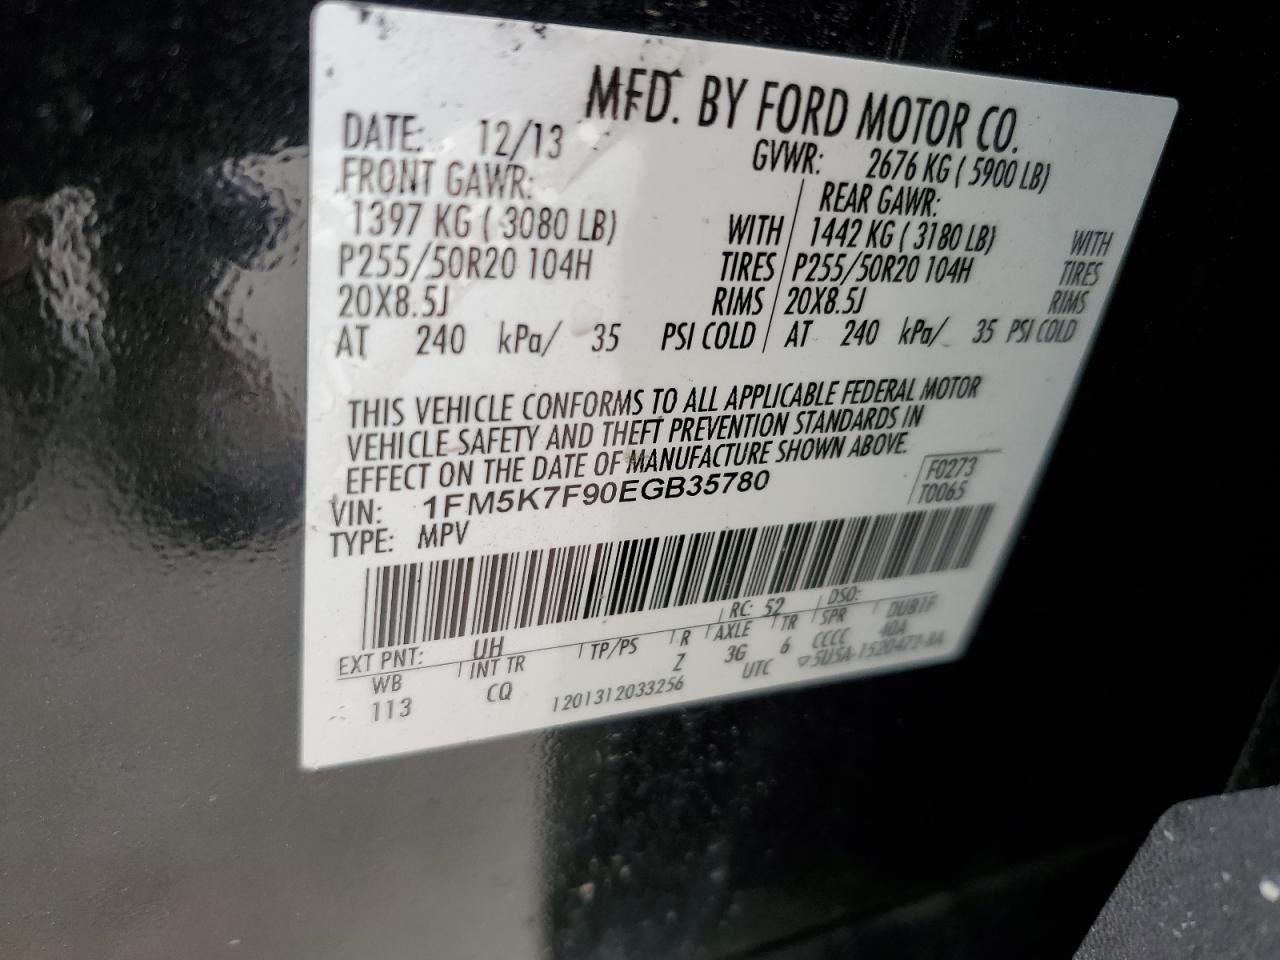 MFD. BY FORD MOTOR CO.
DATE: 12/13 GVWR: 2676 KG ( 5900 LB)
FRONT GAWR: REAR GAWR:
1397 KG ( 3080 LB) WITH 1442 KG ( 3180 LB) WITH
P255/50R20 104H TIRES P255/50R20 104H TIRES
20X8.5J RIMS 20X8.5J RIMS
AT 240 kPa/ 35 PSI COLD AT 240 kPa/ 35 PSI COLD
THIS VEHICLE CONFORMS TO ALL APPLICABLE FEDERAL MOTOR
VEHICLE SAFETY AND THEFT PREVENTION STANDARDS IN
EFFECT ON THE DATE OF MANUFACTURE SHOWN ABOVE.
VIN: 1FM5K7F90EGB35780 F0273
TYPE: MPV T0065
EXT PNT: UH RC: 52 DSO:
WB INT TR TP/PS R AXLE TR SPR DUB1F
113 CQ Z 3G 6 CCCC 40A
1201312033256 UTC ▽5U5A-1520472-BA